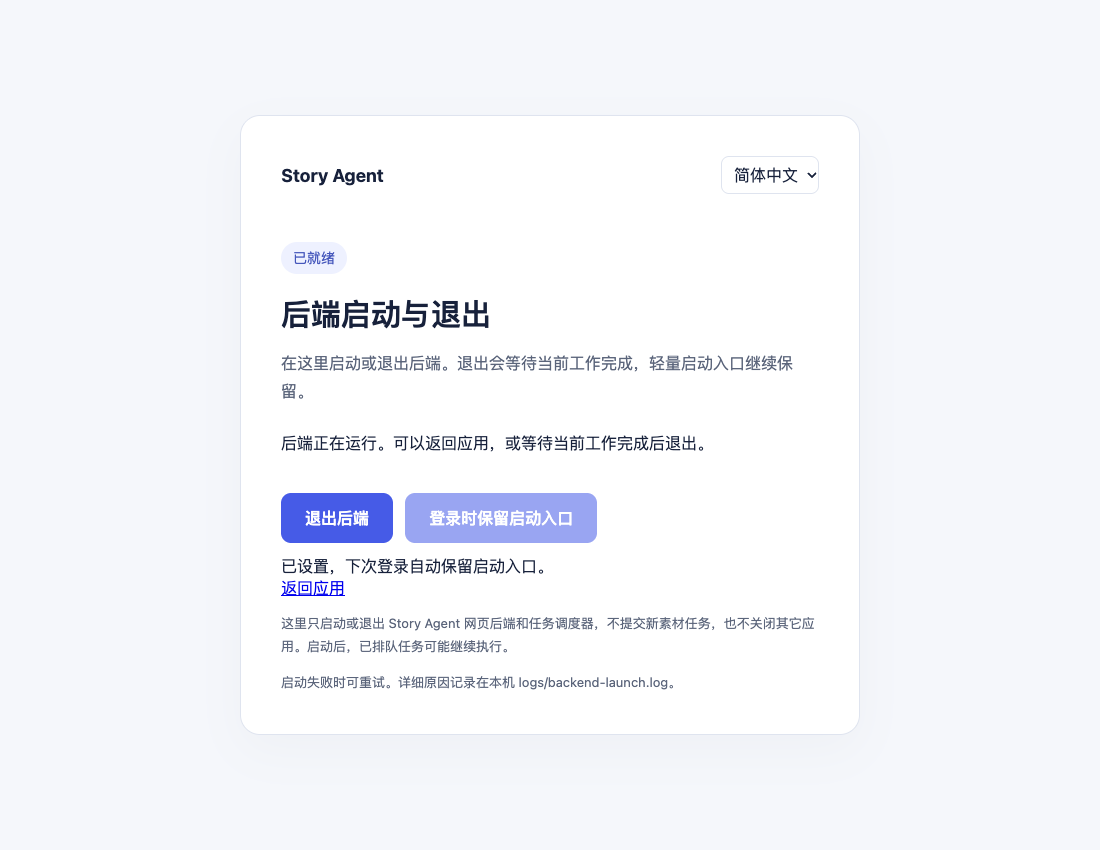 Story Agent
简体中文
已就绪
后端启动与退出
在这里启动或退出后端。退出会等待当前工作完成，轻量启动入口继续保
留。
后端正在运行。可以返回应用，或等待当前工作完成后退出。
退出后端
登录时保留启动入口
已设置，下次登录自动保留启动入口。
返回应用
这里只启动或退出 Story Agent 网页后端和任务调度器，不提交新素材任务，也不关闭其它应
用。启动后，已排队任务可能继续执行。
启动失败时可重试。详细原因记录在本机 logs/backend-launch.log。